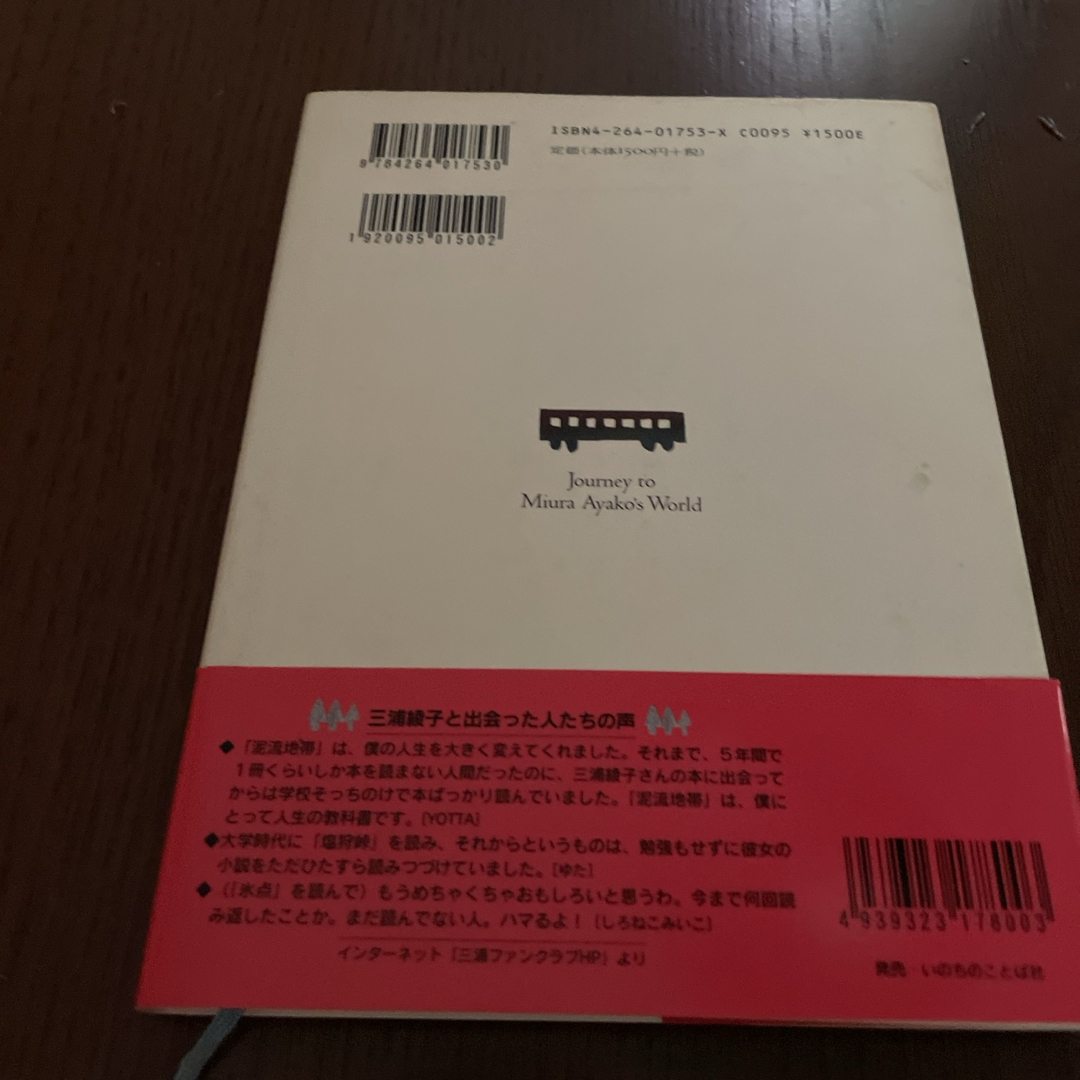 ISBN4-264-01753-X C0095 ¥1500E
定価(本体1500円+税)
9784264017530
1920095015002
Journey to
Miura Ayako's World
三浦綾子と出会った人たちの声
◆「泥流地帯」は、僕の人生を大きく変えてくれました。それまで、5年間で
1冊くらいしか本を読まない人間だったのに、三浦綾子さんの本に出会って
からは学校そっちのけで本ばっかり読んでいました。「泥流地帯」は、僕に
とって人生の教科書です。[YOTTA]
◆大学時代に「塩狩峠」を読み、それからというものは、勉強もせずに彼女の
小説をただひたすら読みつづけていました。[ゆた]
◆(「氷点」を読んで)もうめちゃくちゃおもしろいと思うわ。今まで何回読
み返したことか。まだ読んでない人。ハマるよ![しろねこみいこ]
インターネット「三浦ファンクラブHP」より
4939323178003
発売 いのちのことば社